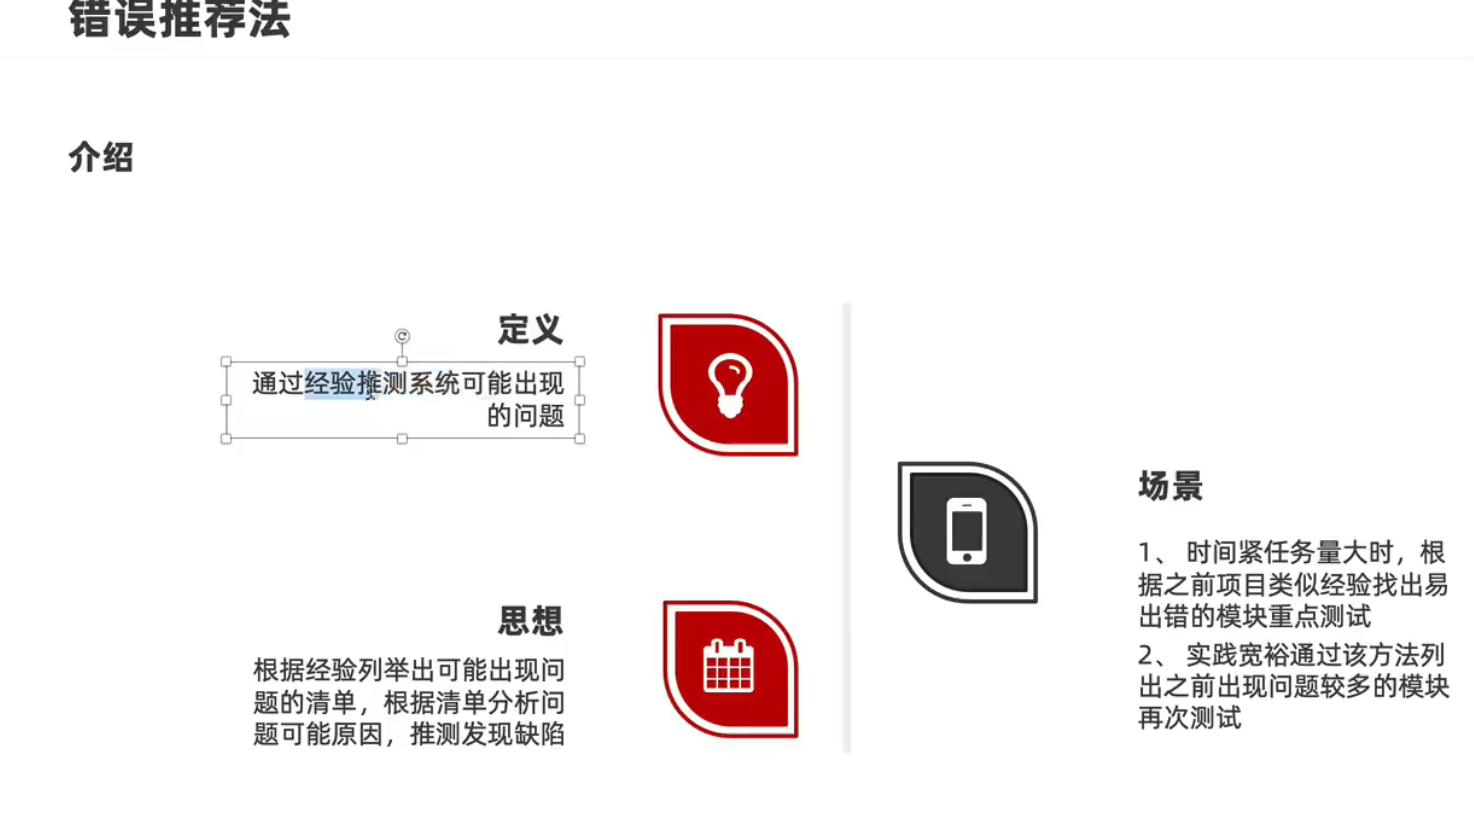 错误推荐法
介绍
定义
通过经验推测系统可能出现
的问题
思想
根据经验列举出可能出现问
题的清单，根据清单分析问
题可能原因，推测发现缺陷
场景
1、 时间紧任务量大时，根
据之前项目类似经验找出易
出错的模块重点测试
2、 实践宽裕通过该方法列
出之前出现问题较多的模块
再次测试